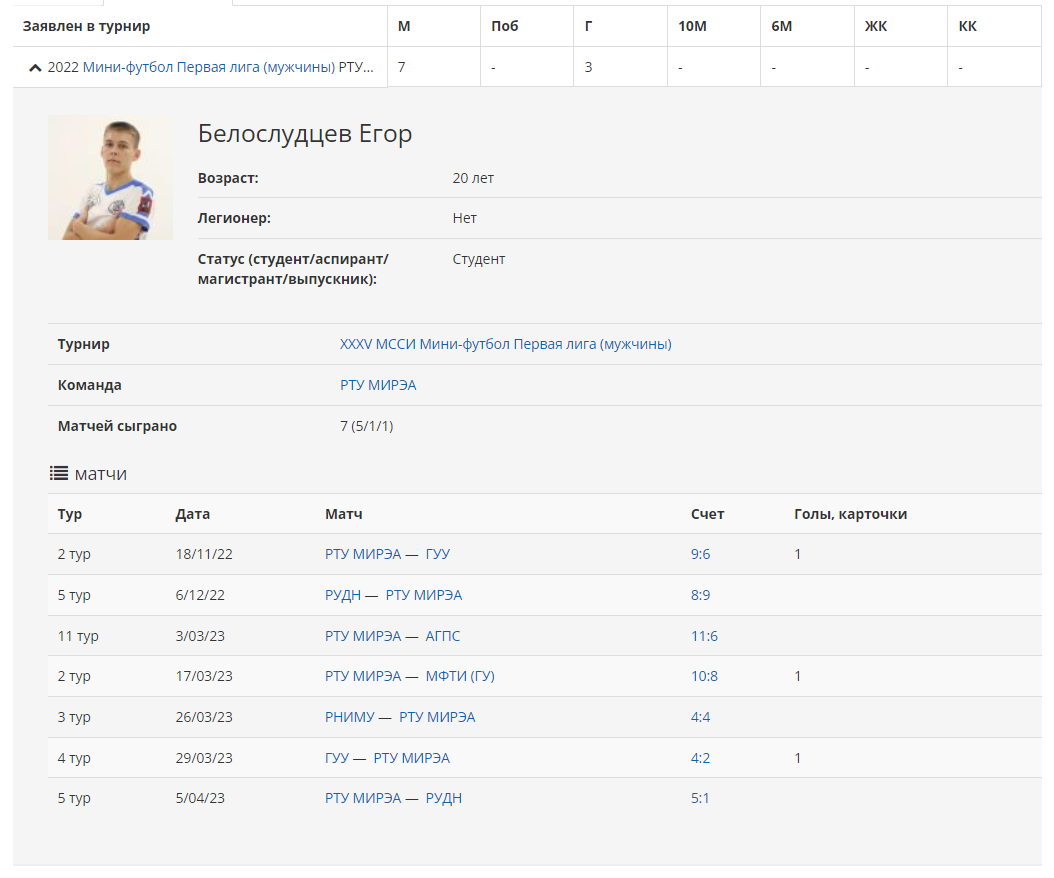 Заявлен в турнир М Поб Г 10М 6М ЖК КК
2022 Мини-футбол Первая лига (мужчины) РТУ... 7 - 3 - - - -
Белослудцев Егор
Возраст: 20 лет
Легионер: Нет
Статус (студент/аспирант/ Студент
магистрант/выпускник):
Турнир XXXV МССИ Мини-футбол Первая лига (мужчины)
Команда РТУ МИРЭА
Матчей сыграно 7 (5/1/1)
матчи
Тур Дата Матч Счет Голы, карточки
2 тур 18/11/22 РТУ МИРЭА — ГУУ 9:6 1
5 тур 6/12/22 РУДН — РТУ МИРЭА 8:9
11 тур 3/03/23 РТУ МИРЭА — АГПС 11:6
2 тур 17/03/23 РТУ МИРЭА — МФТИ (ГУ) 10:8 1
3 тур 26/03/23 РНИМУ — РТУ МИРЭА 4:4
4 тур 29/03/23 ГУУ — РТУ МИРЭА 4:2 1
5 тур 5/04/23 РТУ МИРЭА — РУДН 5:1